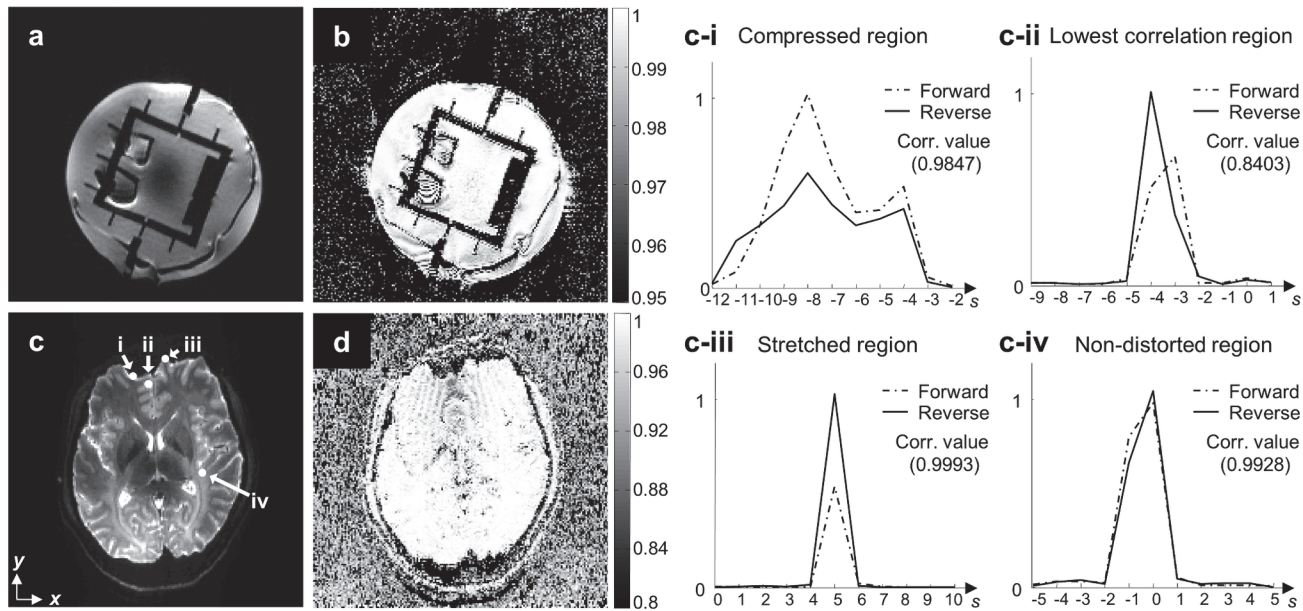 a
b
1
0.99
0.98
0.97
0.96
0.95
c
i
ii
iii
iv
y
x
d
1
0.96
0.92
0.88
0.84
0.8
c-i Compressed region
Forward
Reverse
Corr. value
(0.9847)
1
0
-12 -11 -10 -9 -8 -7 -6 -5 -4 -3 -2 s
c-ii Lowest correlation region
Forward
Reverse
Corr. value
(0.8403)
1
0
-9 -8 -7 -6 -5 -4 -3 -2 -1 0 1 s
c-iii Stretched region
Forward
Reverse
Corr. value
(0.9993)
1
0
0 1 2 3 4 5 6 7 8 9 10 s
c-iv Non-distorted region
Forward
Reverse
Corr. value
(0.9928)
1
0
-5 -4 -3 -2 -1 0 1 2 3 4 5 s